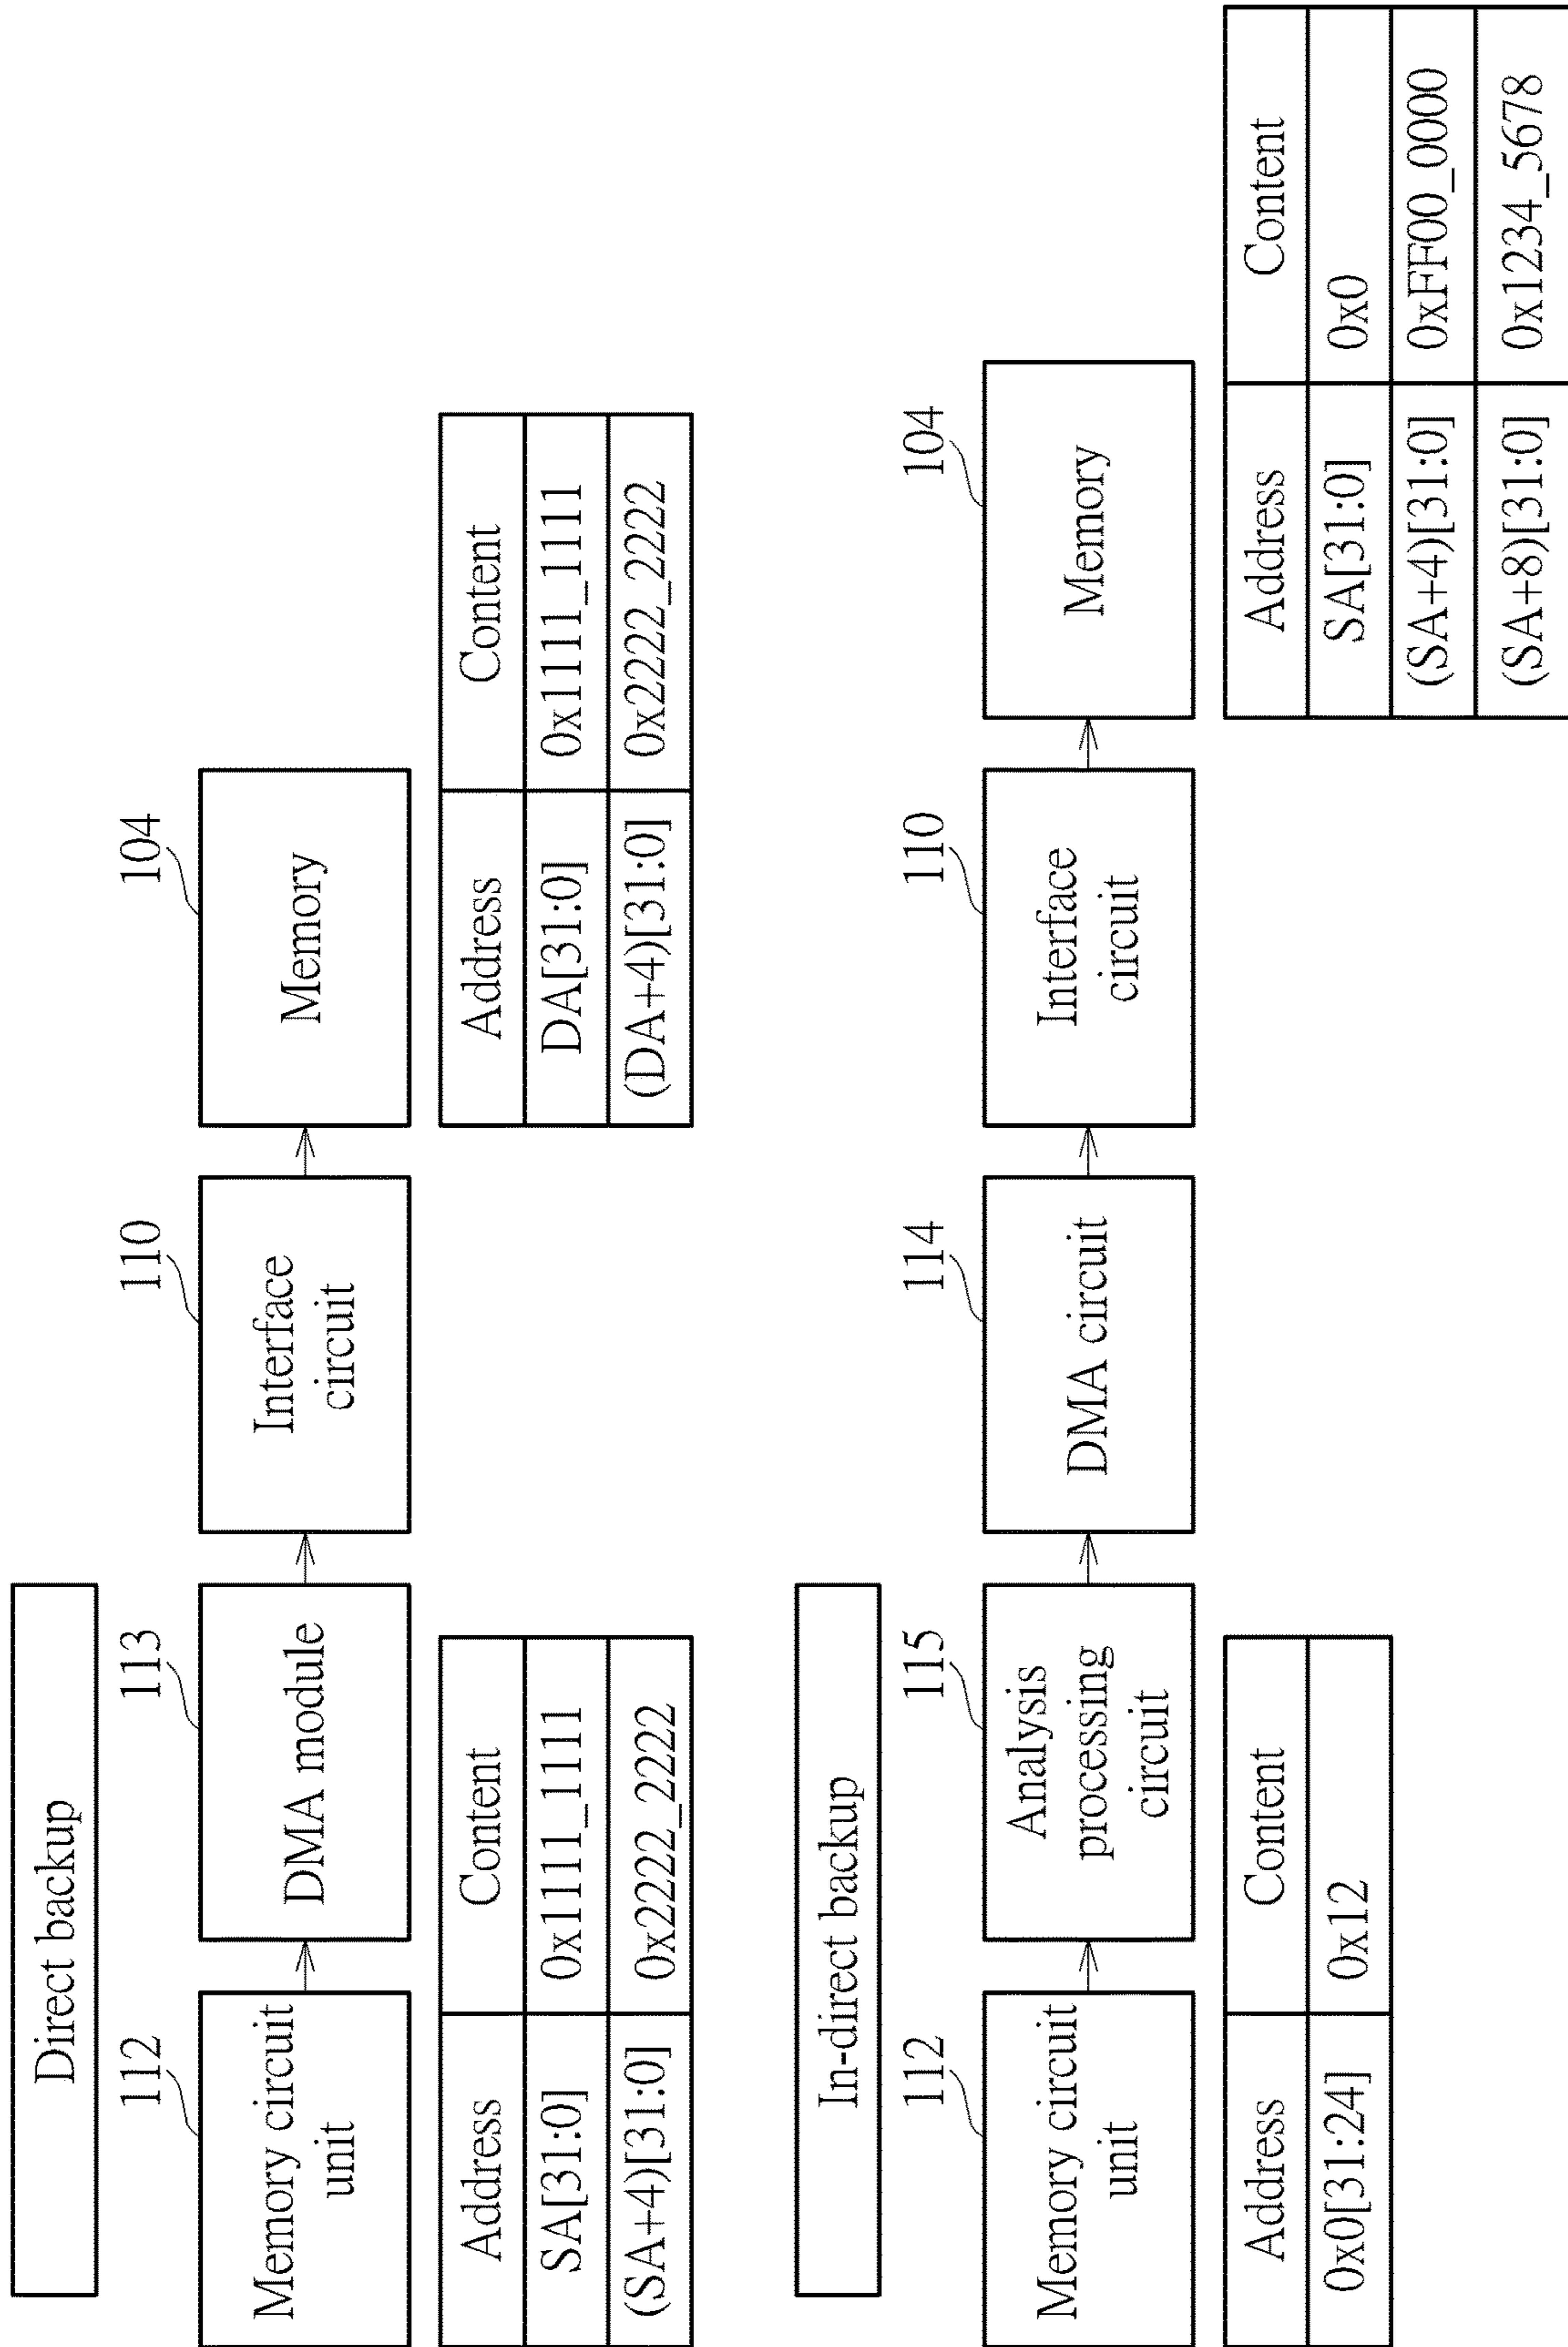 Direct backup
112
113
110
104
Memory circuit
unit
DMA module
Interface
circuit
Memory
Address Content
SA[31:0] 0x1111_1111
(SA+4)[31:0] 0x2222_2222
Address Content
DA[31:0] 0x1111_1111
(DA+4)[31:0] 0x2222_2222
In-direct backup
112
115
114
110
104
Memory circuit
unit
Analysis
processing
circuit
DMA circuit
Interface
circuit
Memory
Address Content
0x0[31:24] 0x12
Address Content
SA[31:0] 0x0
(SA+4)[31:0] 0xFF00_0000
(SA+8)[31:0] 0x1234_5678